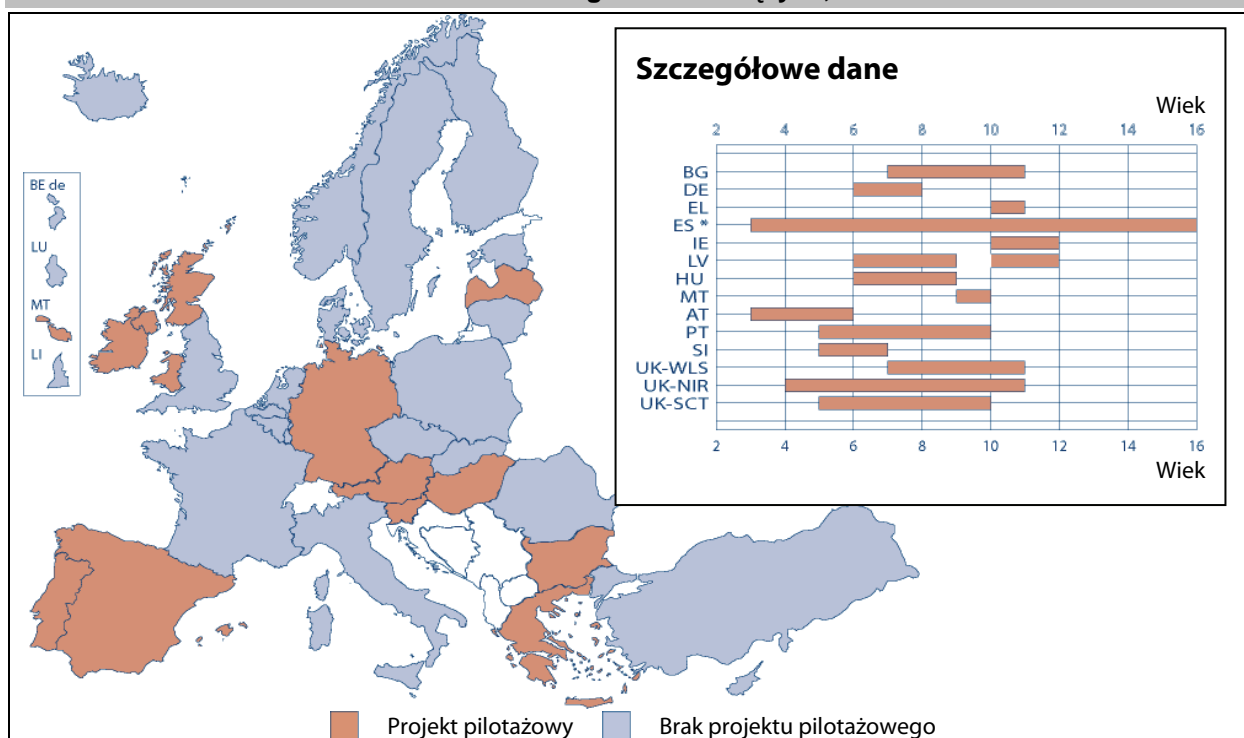 Szczegółowe dane
Wiek
2 4 6 8 10 12 14 16
BG
DE
EL
ES *
IE
LV
HU
MT
AT
PT
SI
UK-WLS
UK-NIR
UK-SCT
2 4 6 8 10 12 14 16
Wiek
BE de
LU
MT
LI
Projekt pilotażowy Brak projektu pilotażowego